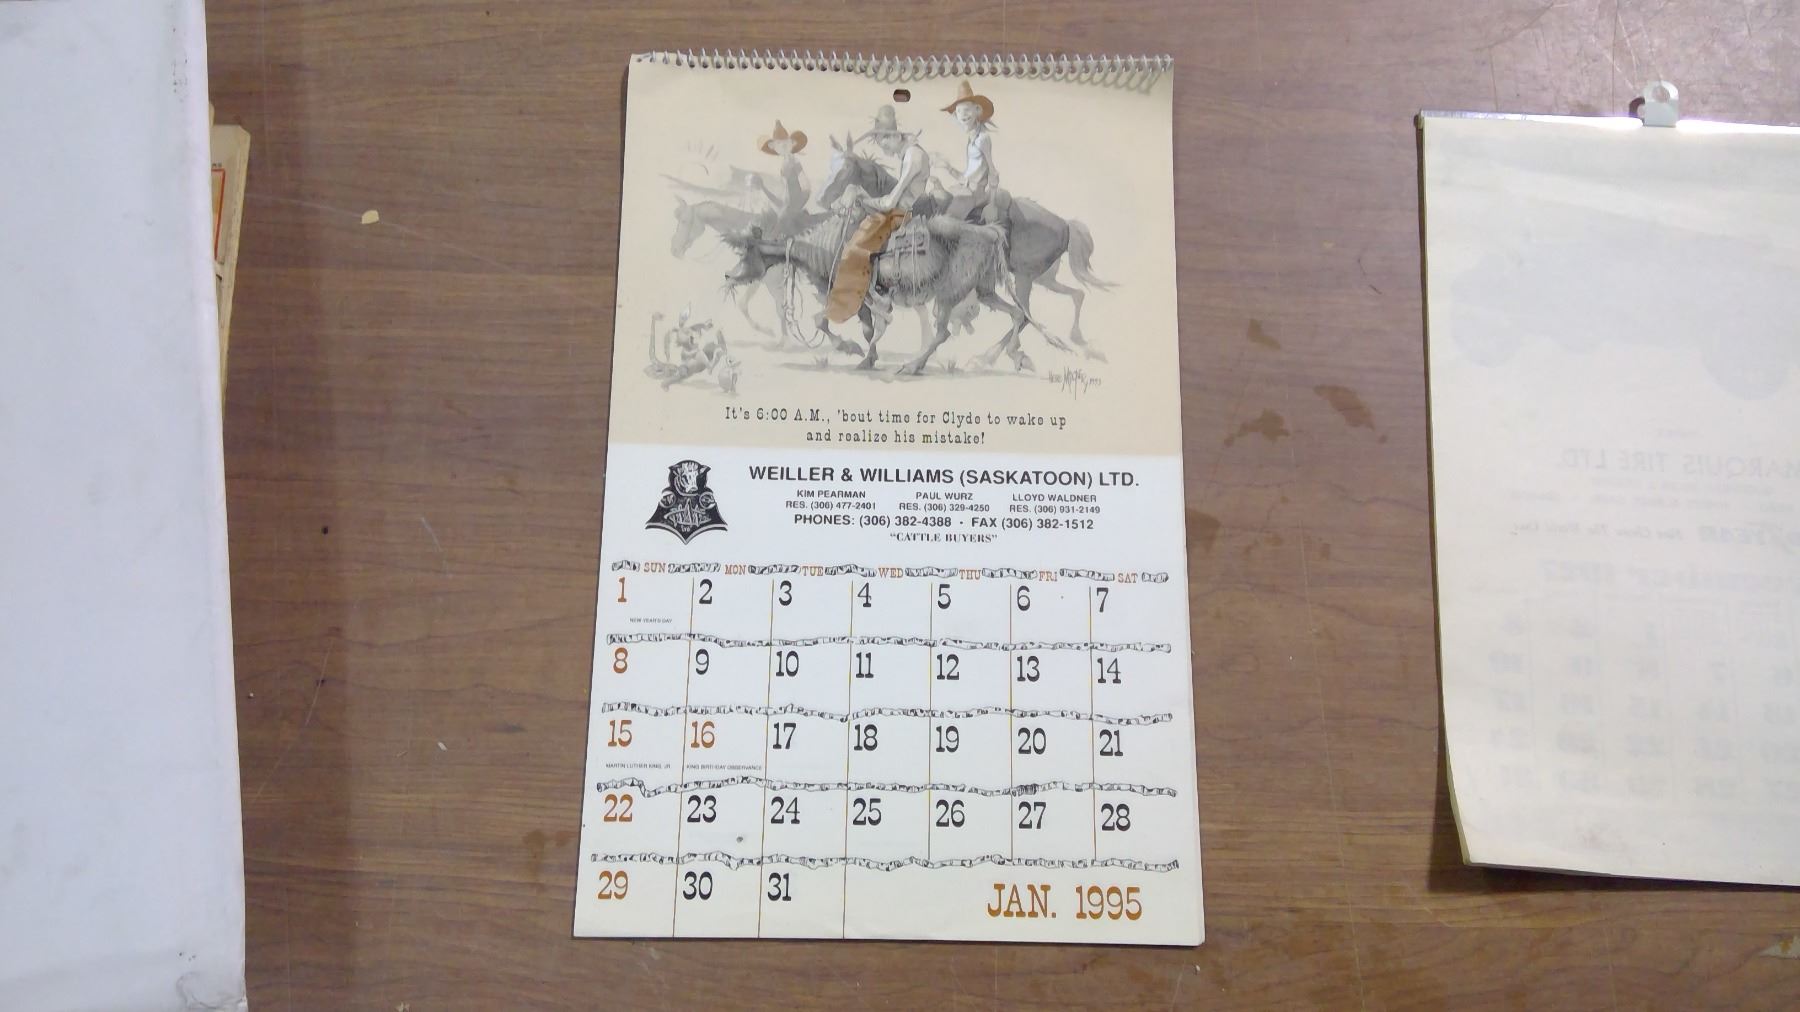 HERB MIGNERY 1993
It's 6:00 A.M., 'bout time for Clyde to wake up
and realize his mistake!
WEILLER & WILLIAMS (SASKATOON) LTD.
KIM PEARMAN PAUL WURZ LLOYD WALDNER
RES. (306) 477-2401 RES. (306) 329-4250 RES. (306) 931-2149
PHONES: (306) 382-4388 · FAX (306) 382-1512
"CATTLE BUYERS"
SUN MON TUE WED THU FRI SAT
1 2 3 4 5 6 7
NEW YEAR'S DAY
8 9 10 11 12 13 14
15 16 17 18 19 20 21
MARTIN LUTHER KING, JR. KING BIRTHDAY OBSERVANCE
22 23 24 25 26 27 28
29 30 31 JAN. 1995
MARQUIS TIRE LTD.